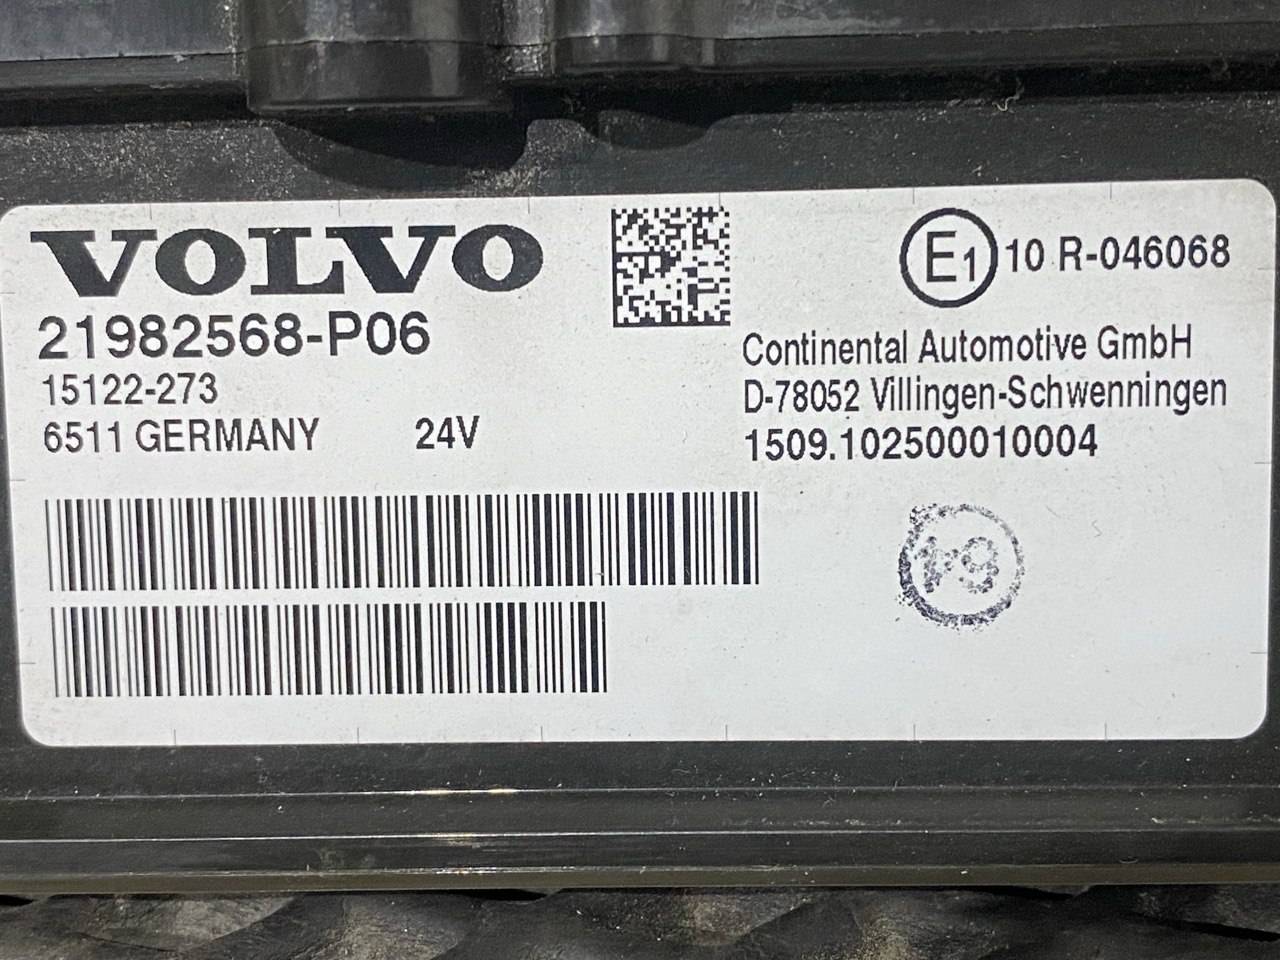 VOLVO
21982568-P06
15122-273
6511 GERMANY 24V
E1 10 R-046068
Continental Automotive GmbH
D-78052 Villingen-Schwenningen
1509.102500010004